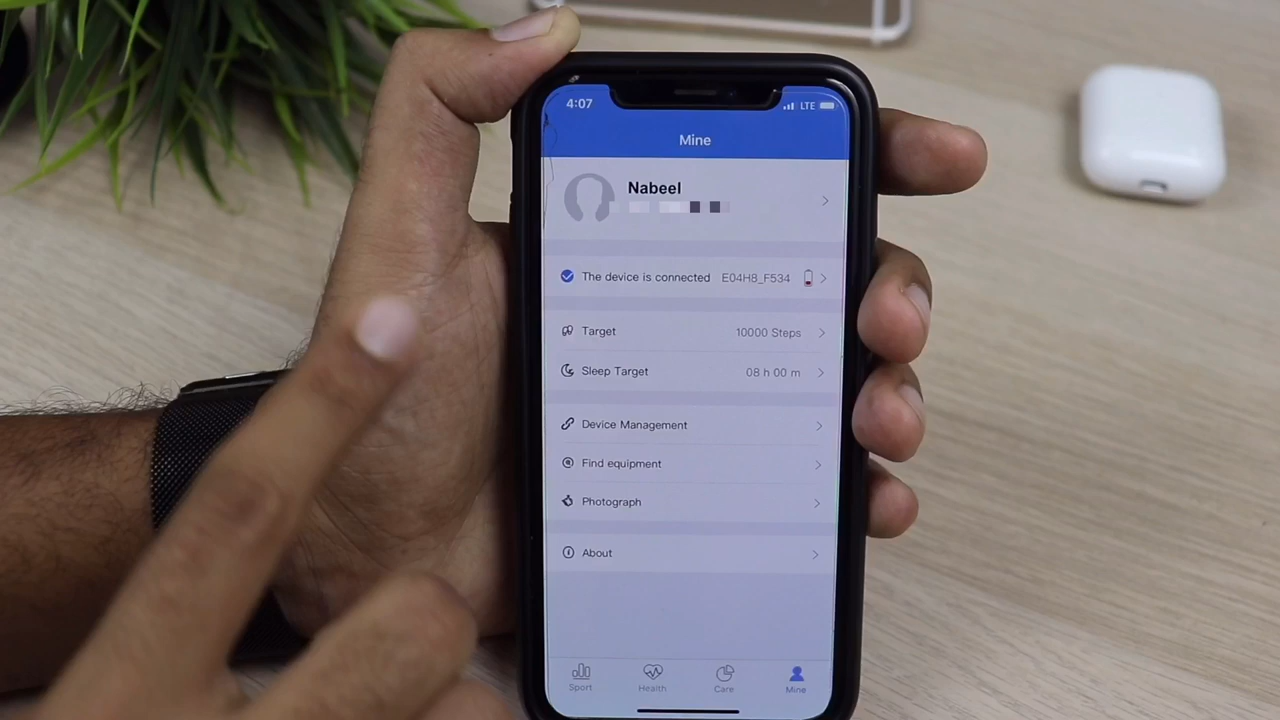 4:07 LTE
Mine
Nabeel
The device is connected E04H8_F534
Target 10000 Steps
Sleep Target 08 h 00 m
Device Management
Find equipment
Photograph
About
Sport Health Care Mine